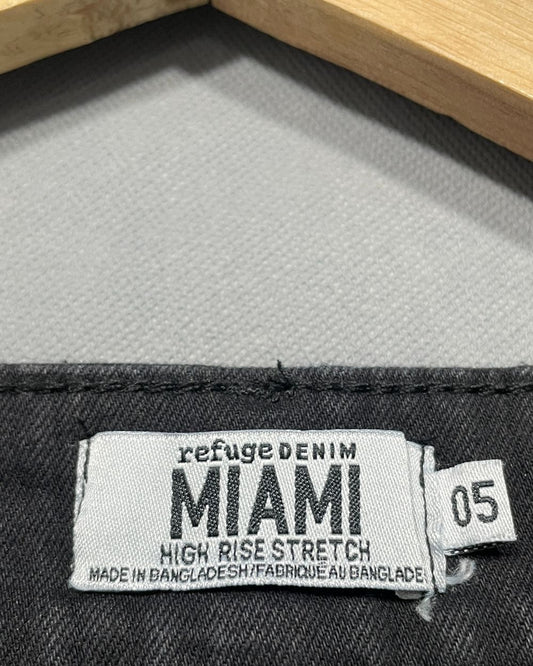 refuge DENIM
MIAMI
HIGH RISE STRETCH
MADE IN BANGLADESH/FABRIQUÉ AU BANGLADE
05